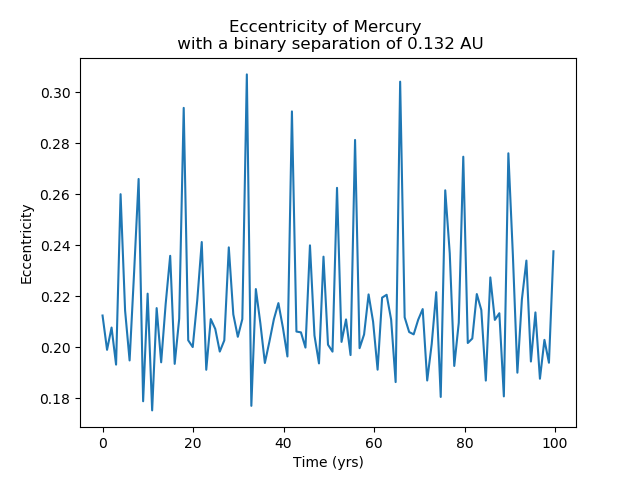 Eccentricity of Mercury
with a binary separation of 0.132 AU
0.30
0.28
0.26
0.24
0.22
0.20
0.18
Eccentricity
0 20 40 60 80 100
Time (yrs)